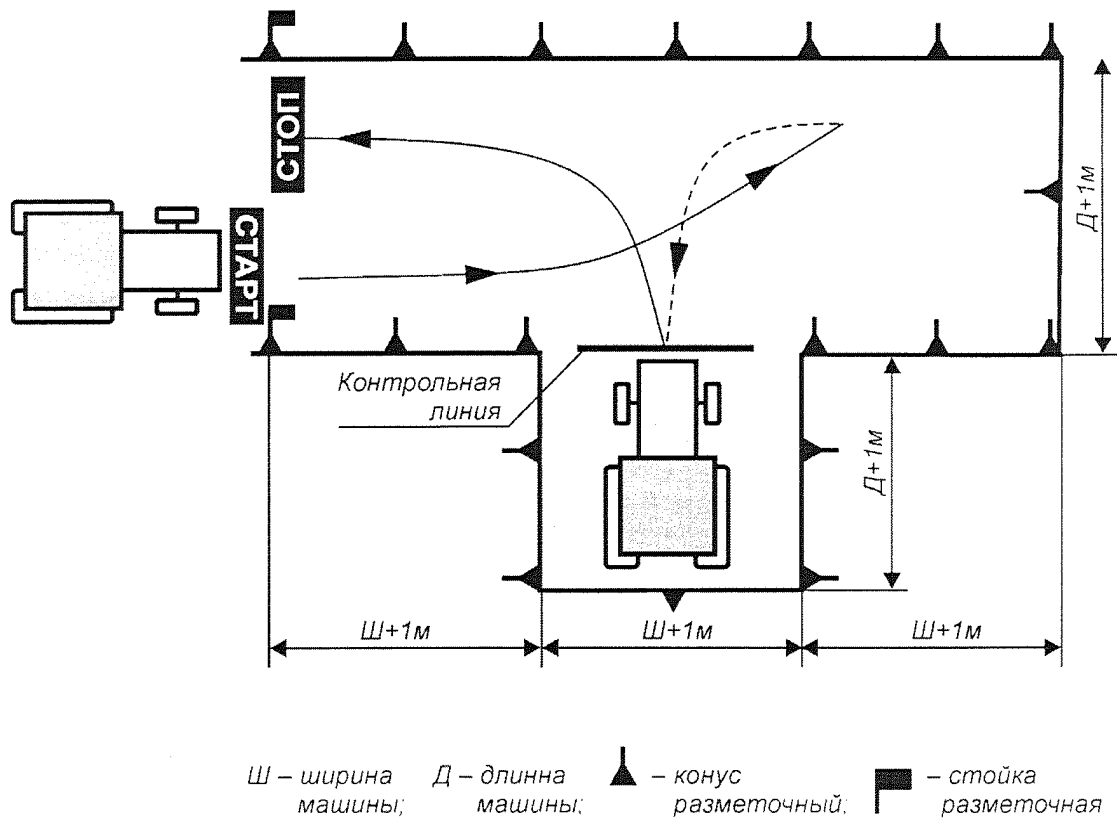 СТОП
СТАРТ
Контрольная
линия
Д+1м
Д+1м
Ш+1м
Ш+1м
Ш+1м
Ш – ширина
машины;
Д – длинна
машины;
– конус
разметочный;
– стойка
разметочная